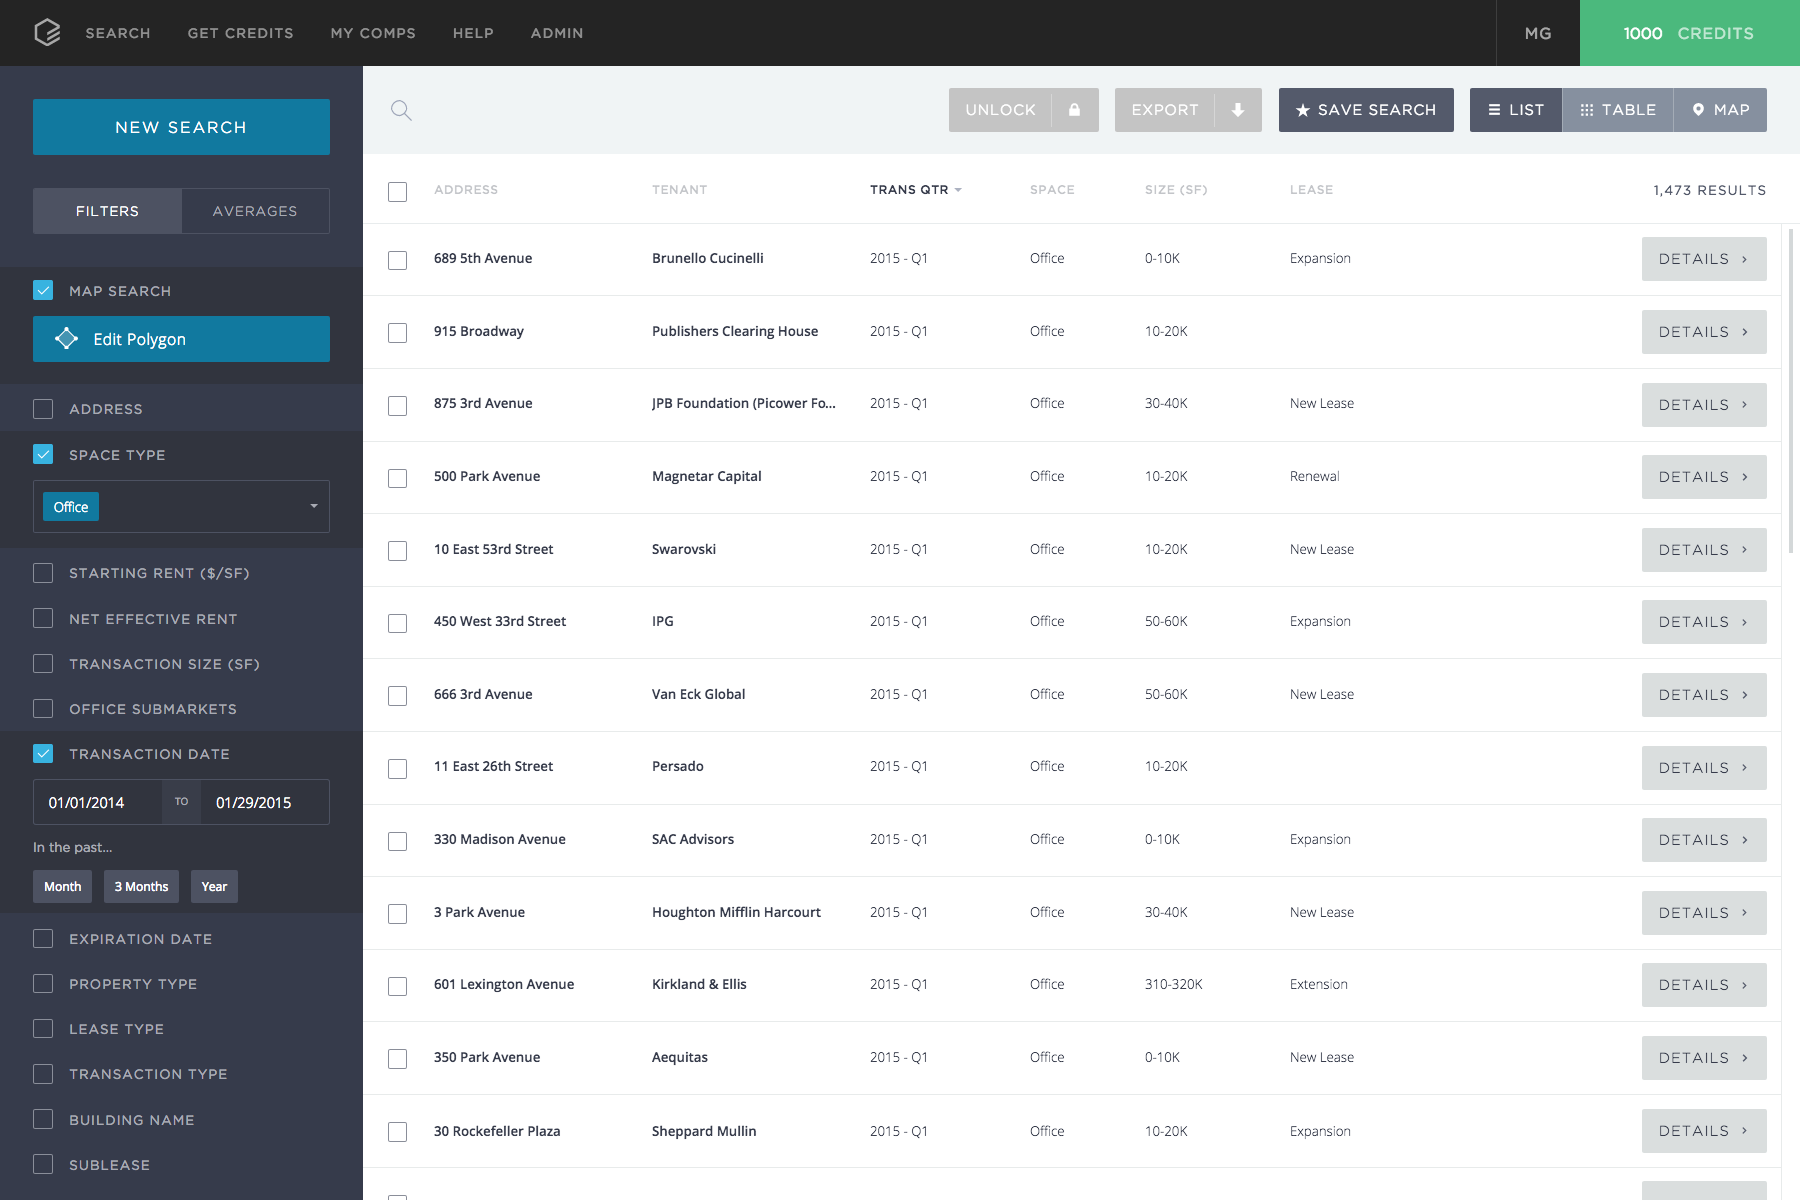 SEARCH GET CREDITS MY COMPS HELP ADMIN MG 1000 CREDITS
NEW SEARCH
FILTERS AVERAGES
MAP SEARCH
Edit Polygon
ADDRESS
SPACE TYPE
Office
STARTING RENT ($/SF)
NET EFFECTIVE RENT
TRANSACTION SIZE (SF)
OFFICE SUBMARKETS
TRANSACTION DATE
01/01/2014 TO 01/29/2015
In the past...
Month 3 Months Year
EXPIRATION DATE
PROPERTY TYPE
LEASE TYPE
TRANSACTION TYPE
BUILDING NAME
SUBLEASE
UNLOCK EXPORT SAVE SEARCH LIST TABLE MAP
ADDRESS TENANT TRANS QTR SPACE SIZE (SF) LEASE 1,473 RESULTS
689 5th Avenue Brunello Cucinelli 2015 - Q1 Office 0-10K Expansion DETAILS
915 Broadway Publishers Clearing House 2015 - Q1 Office 10-20K DETAILS
875 3rd Avenue JPB Foundation (Picower Fo... 2015 - Q1 Office 30-40K New Lease DETAILS
500 Park Avenue Magnetar Capital 2015 - Q1 Office 10-20K Renewal DETAILS
10 East 53rd Street Swarovski 2015 - Q1 Office 10-20K New Lease DETAILS
450 West 33rd Street IPG 2015 - Q1 Office 50-60K Expansion DETAILS
666 3rd Avenue Van Eck Global 2015 - Q1 Office 50-60K New Lease DETAILS
11 East 26th Street Persado 2015 - Q1 Office 10-20K DETAILS
330 Madison Avenue SAC Advisors 2015 - Q1 Office 0-10K Expansion DETAILS
3 Park Avenue Houghton Mifflin Harcourt 2015 - Q1 Office 30-40K New Lease DETAILS
601 Lexington Avenue Kirkland & Ellis 2015 - Q1 Office 310-320K Extension DETAILS
350 Park Avenue Aequitas 2015 - Q1 Office 0-10K New Lease DETAILS
30 Rockefeller Plaza Sheppard Mullin 2015 - Q1 Office 10-20K Expansion DETAILS